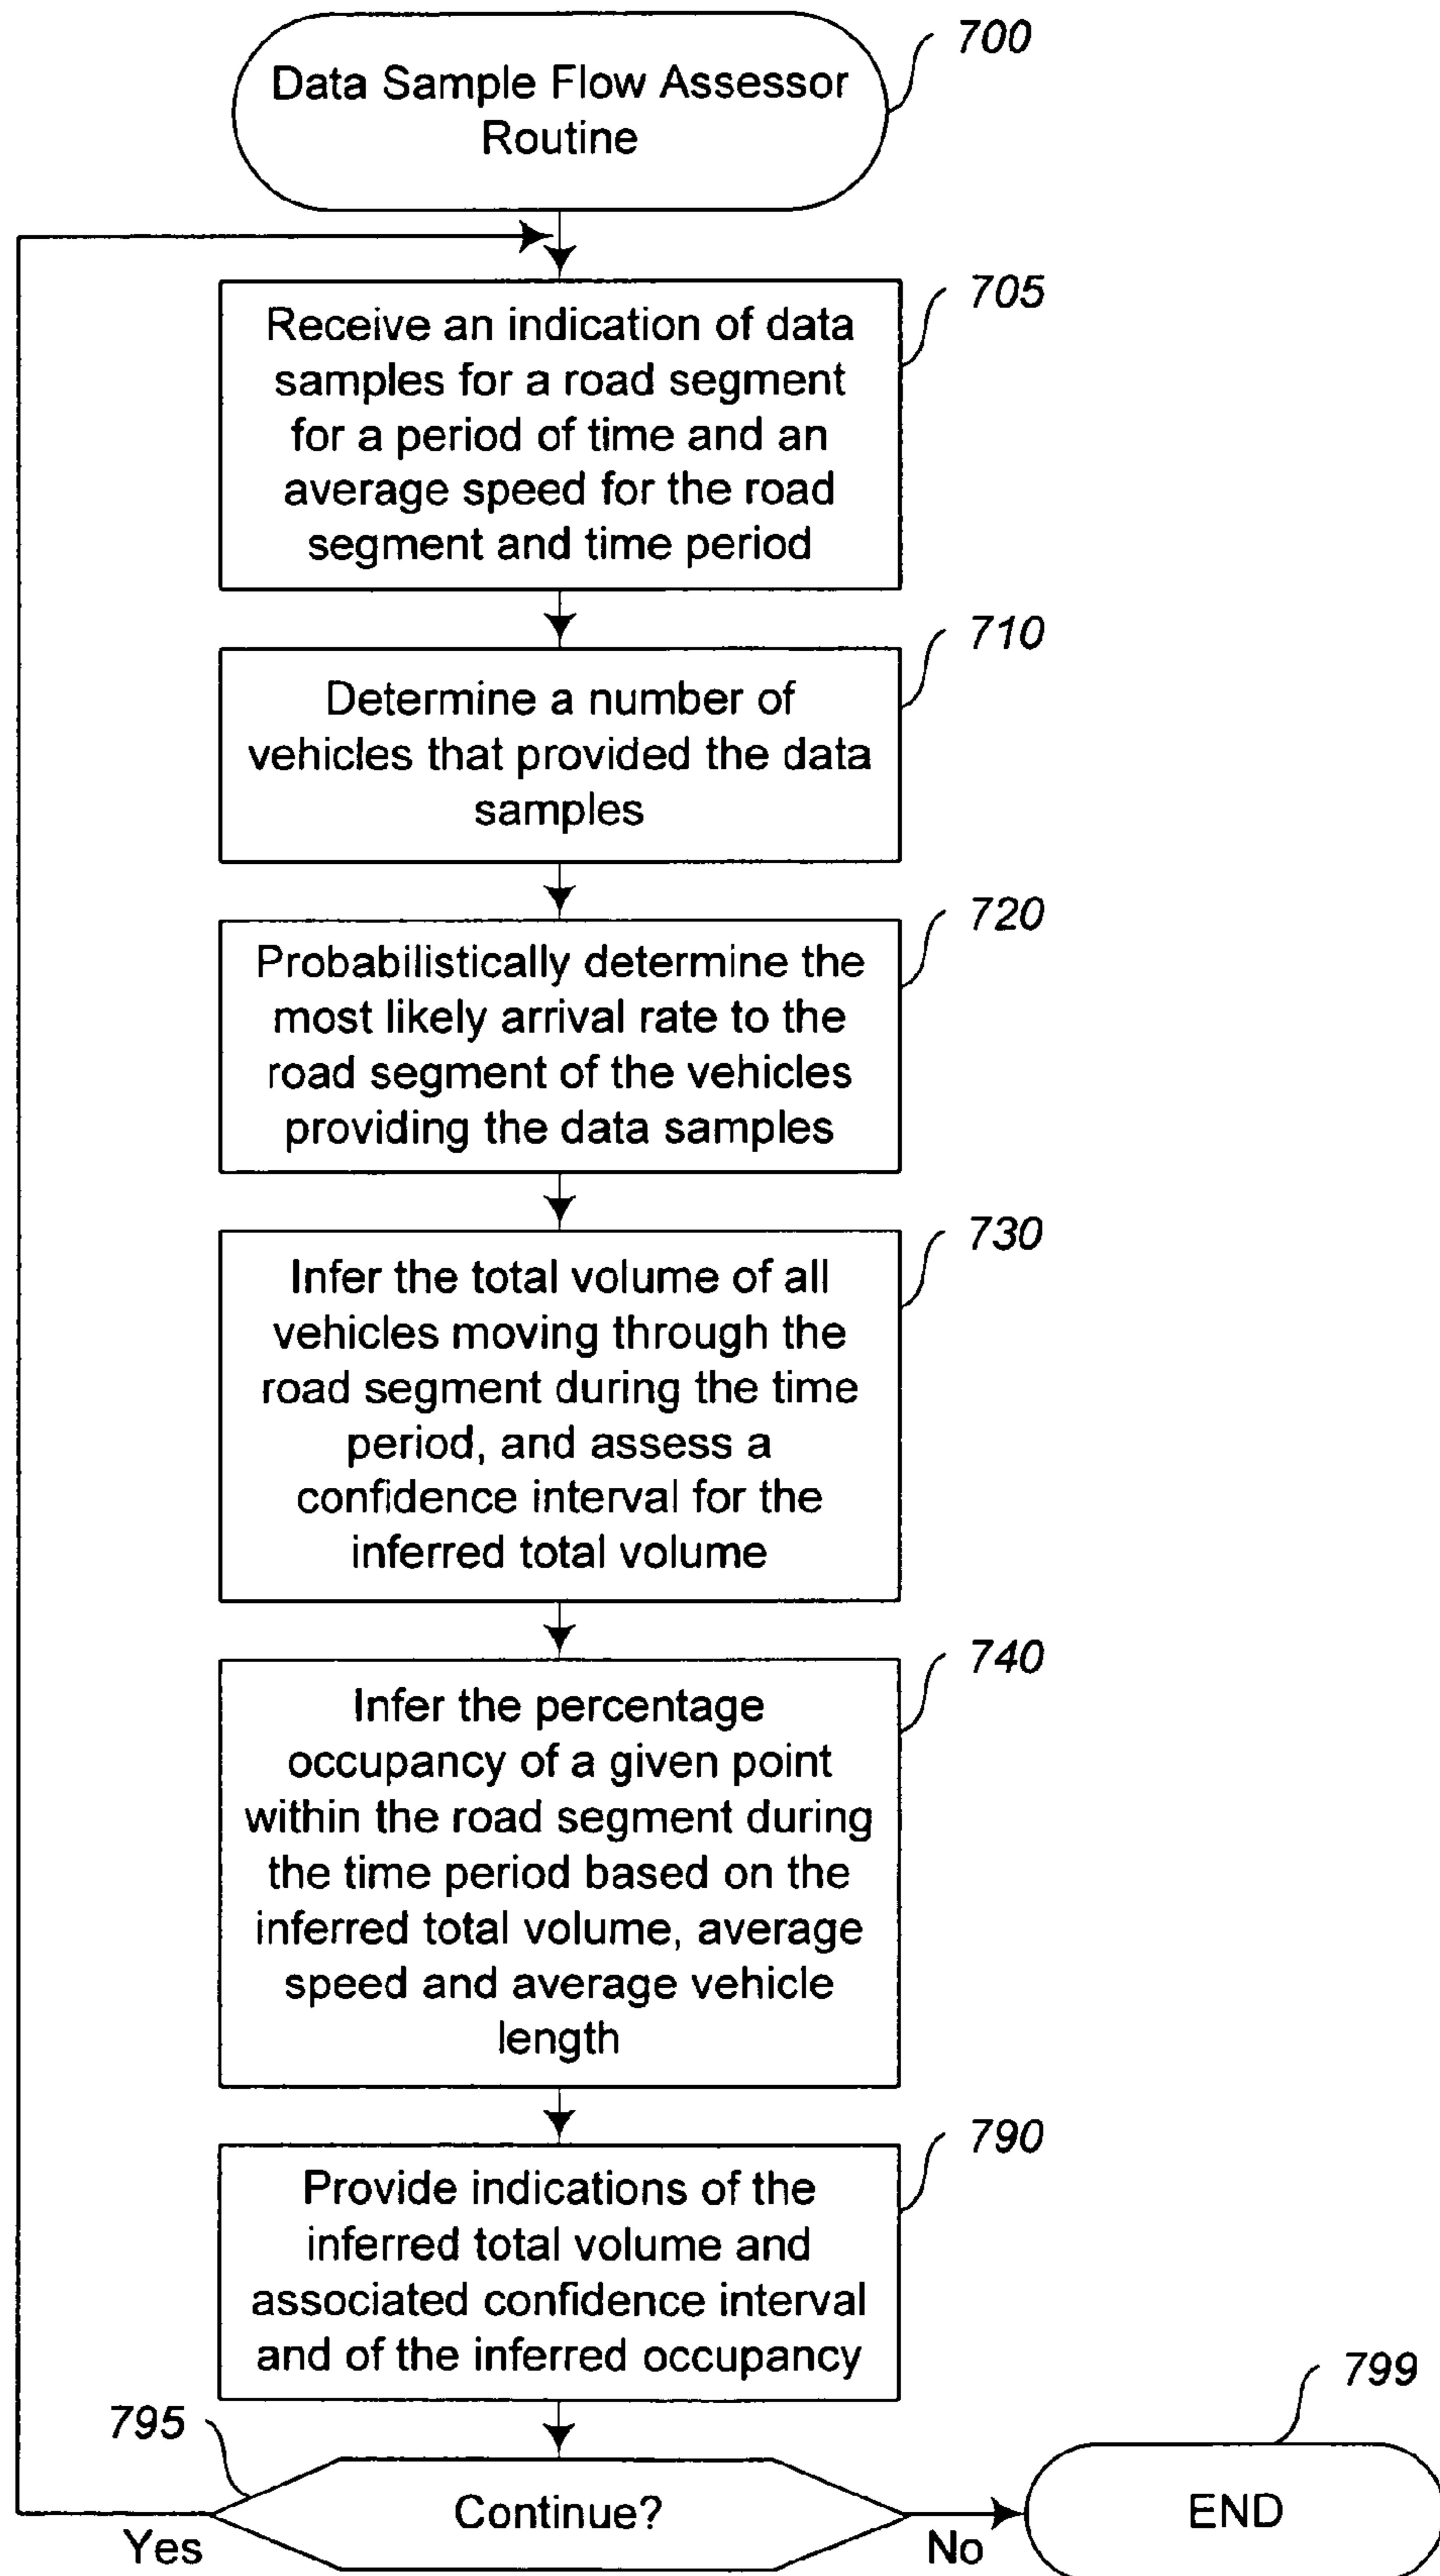 700
Data Sample Flow Assessor
Routine
705
Receive an indication of data
samples for a road segment
for a period of time and an
average speed for the road
segment and time period
710
Determine a number of
vehicles that provided the data
samples
720
Probabilistically determine the
most likely arrival rate to the
road segment of the vehicles
providing the data samples
730
Infer the total volume of all
vehicles moving through the
road segment during the time
period, and assess a
confidence interval for the
inferred total volume
740
Infer the percentage
occupancy of a given point
within the road segment during
the time period based on the
inferred total volume, average
speed and average vehicle
length
790
Provide indications of the
inferred total volume and
associated confidence interval
and of the inferred occupancy
795
Continue?
Yes
No
799
END